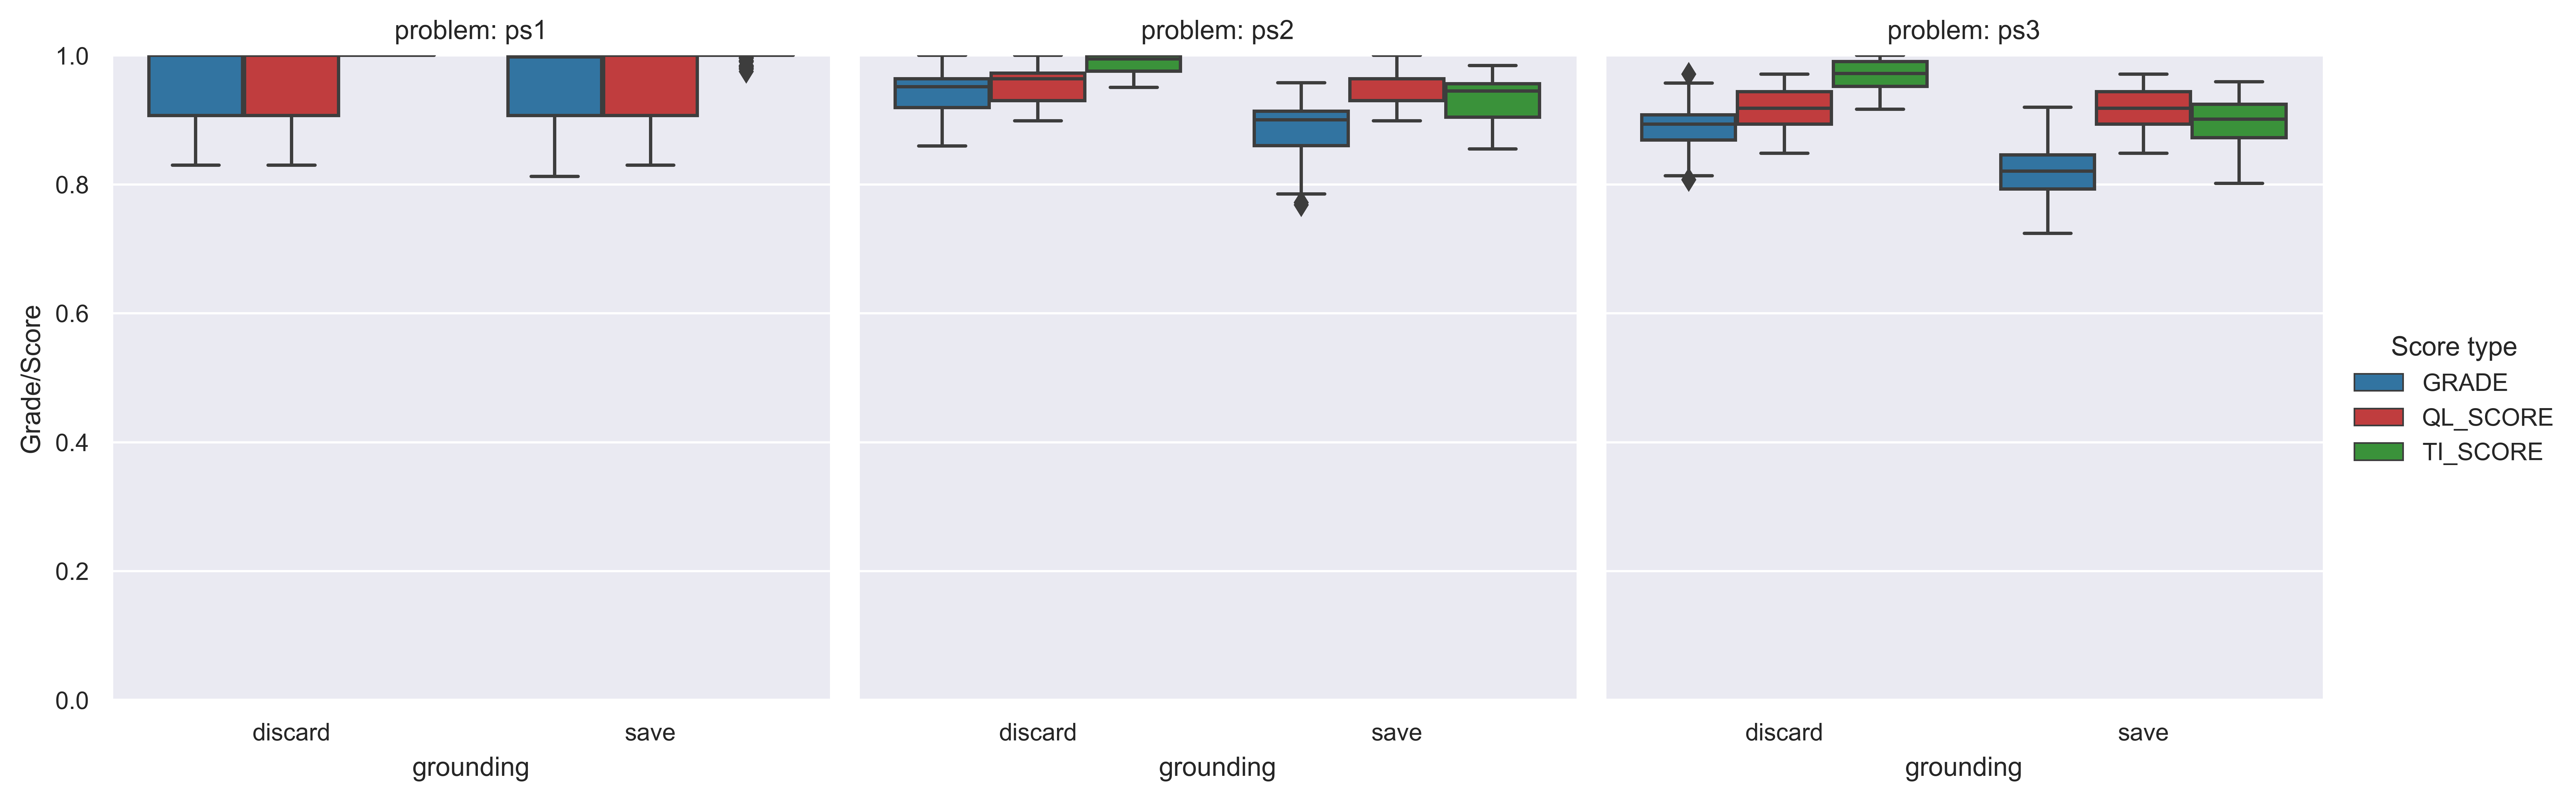 problem: ps1
problem: ps2
problem: ps3
Grade/Score
1.0
0.8
0.6
0.4
0.2
0.0
discard
save
discard
save
discard
save
grounding
grounding
grounding
Score type
GRADE
QL_SCORE
TI_SCORE